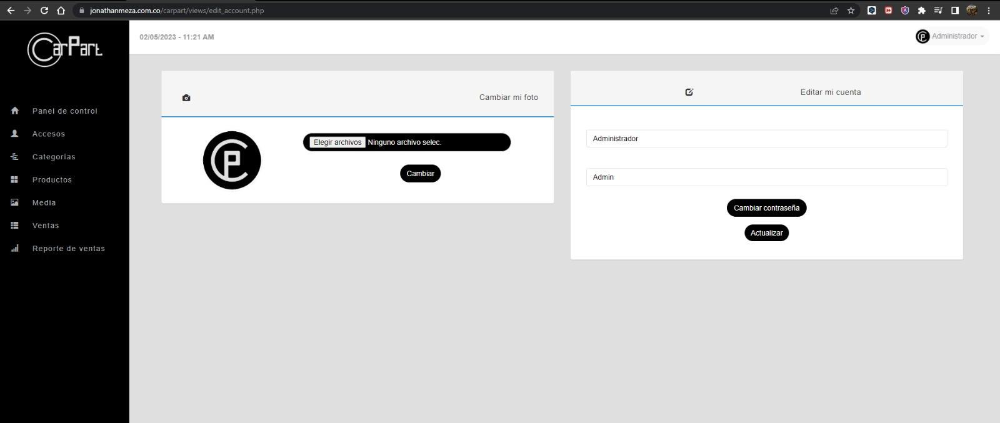 jonathanmeza.com.co/carpart/views/edit_account.php
CarPart
02/05/2023 - 11:21 AM
Administrador
Panel de control
Accesos
Categorías
Productos
Media
Ventas
Reporte de ventas
Cambiar mi foto
Elegir archivos Ninguno archivo selec.
Cambiar
Editar mi cuenta
Administrador
Admin
Cambiar contraseña
Actualizar